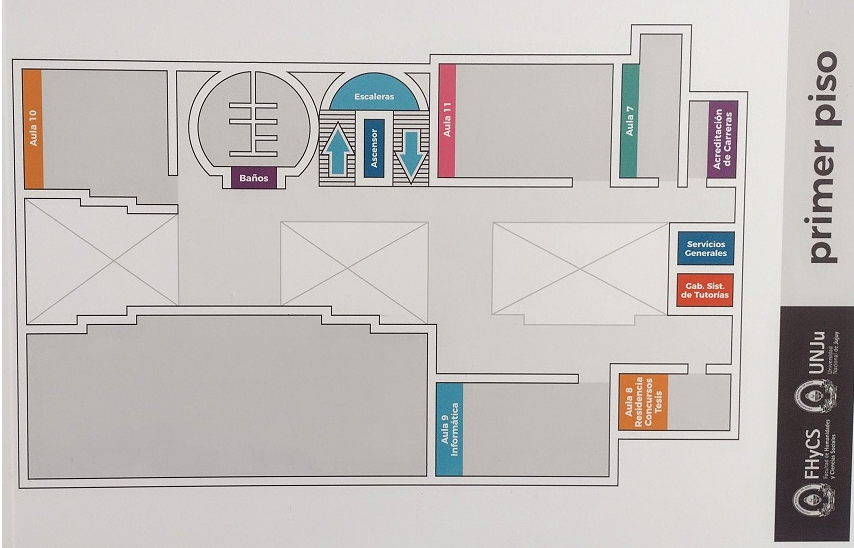 Aula 10
Baños
Escaleras
Ascensor
Aula 11
Aula 7
Acreditación
de Carreras
Servicios
Generales
Gab. Sist.
de Tutorías
Aula 9
Informática
Aula 8
Residencia
Concursos
Tesis
primer piso
UNJu
Universidad
Nacional de Jujuy
FHyCS
Facultad de Humanidades
y Ciencias Sociales